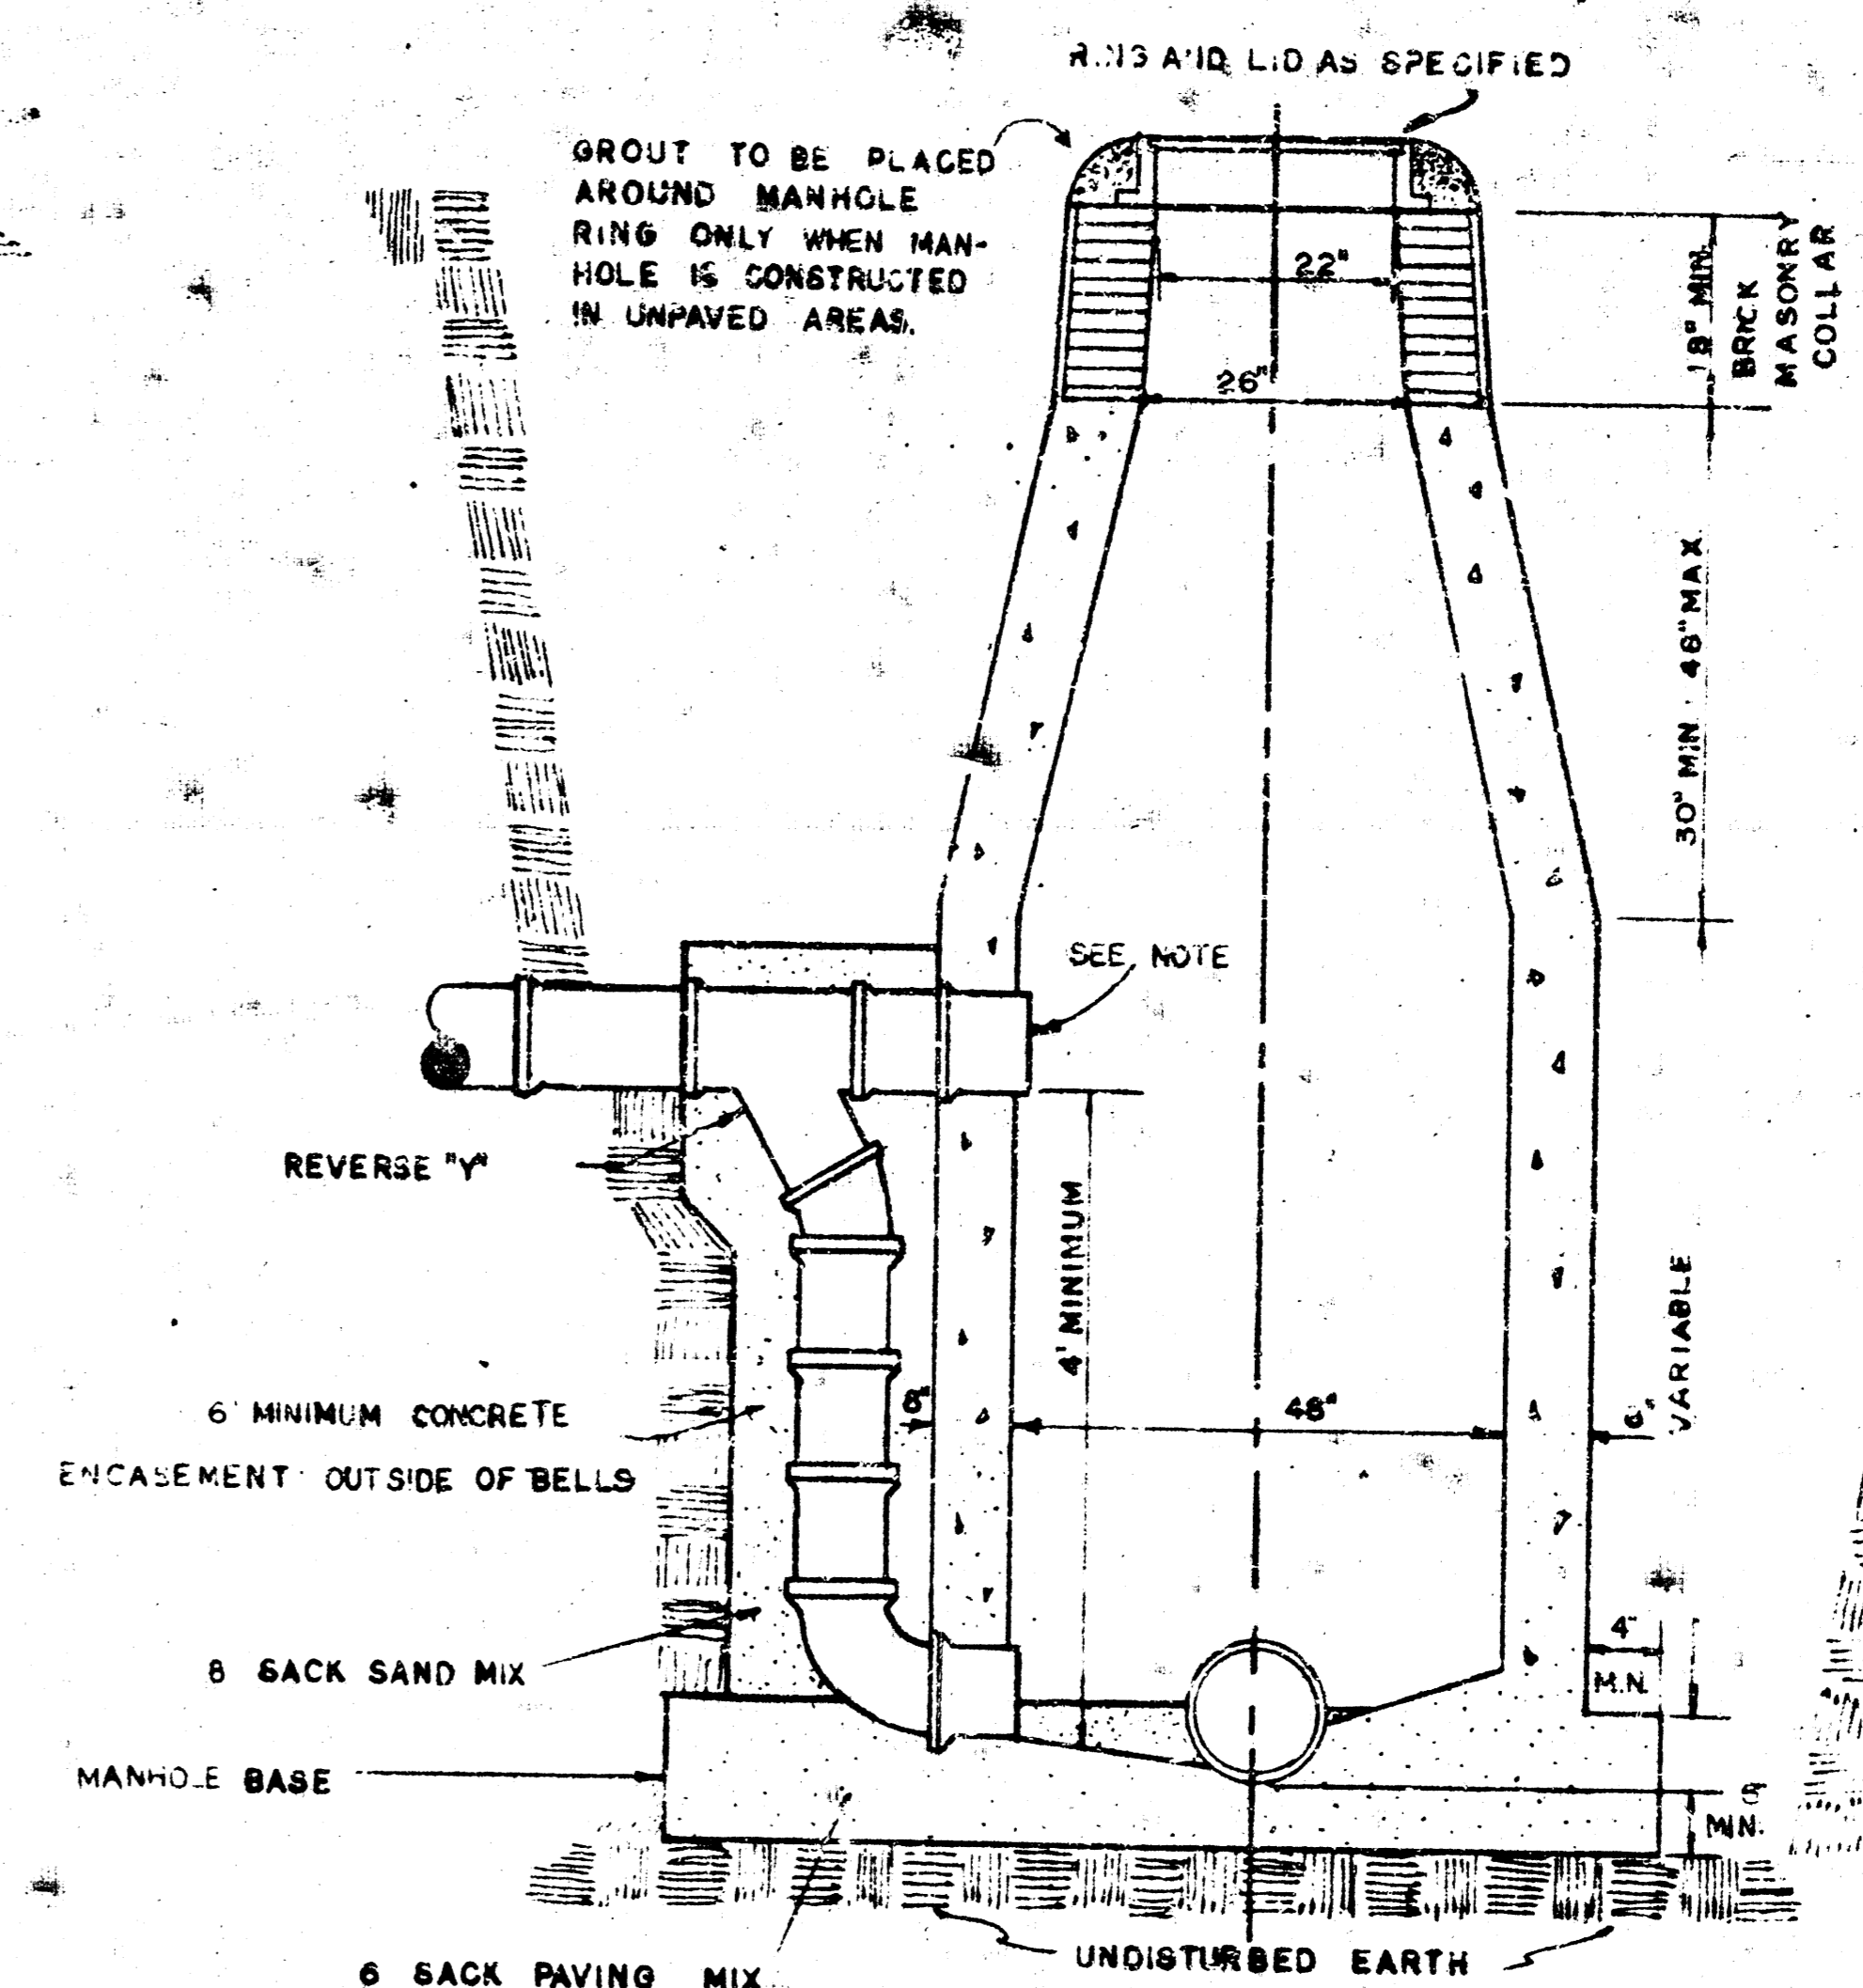 RING AND LID AS SPECIFIED
GROUT TO BE PLACED
AROUND MANHOLE
RING ONLY WHEN MAN-
HOLE IS CONSTRUCTED
IN UNPAVED AREAS.
22"
26"
18" MIN.
BRICK
MASONRY
COLLAR
30" MIN. 48" MAX.
SEE NOTE
REVERSE "Y"
4' MINIMUM
VARIABLE
6" MINIMUM CONCRETE
ENCASEMENT OUTSIDE OF BELLS
48"
8 SACK SAND MIX
4"
MIN.
MANHOLE BASE
MIN.
UNDISTURBED EARTH
6 SACK PAVING MIX